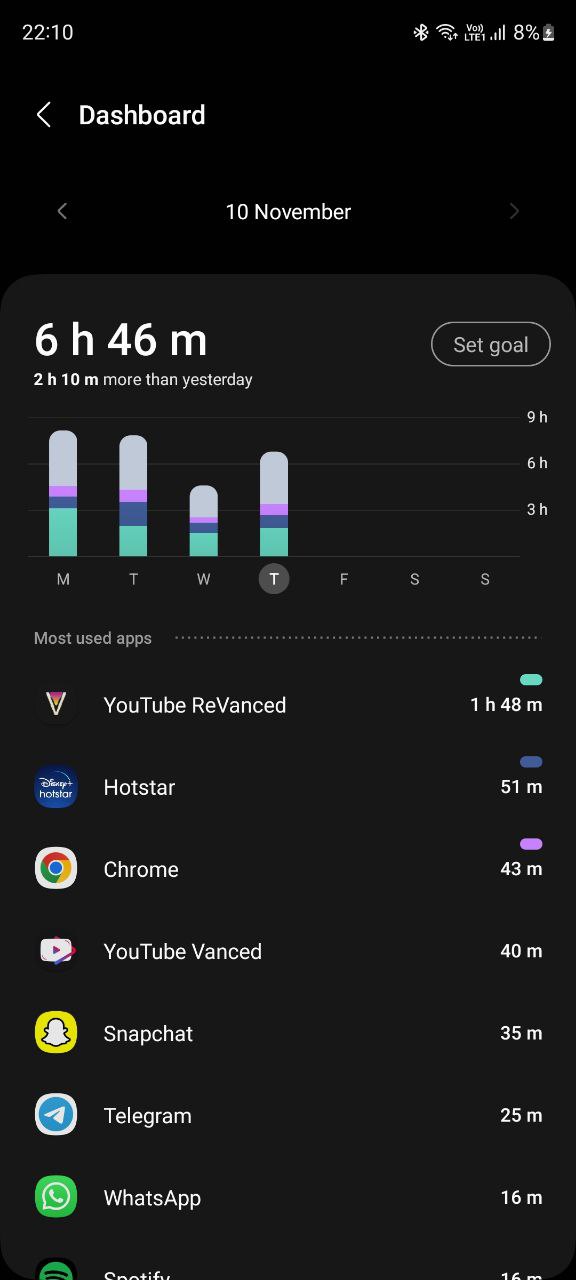 22:10
Vo)) LTE1 8%
Dashboard
10 November
6 h 46 m
Set goal
2 h 10 m more than yesterday
9 h
6 h
3 h
M T W T F S S
Most used apps
YouTube ReVanced 1 h 48 m
Disney+ hotstar
Hotstar 51 m
Chrome 43 m
YouTube Vanced 40 m
Snapchat 35 m
Telegram 25 m
WhatsApp 16 m
Spotify 16 m